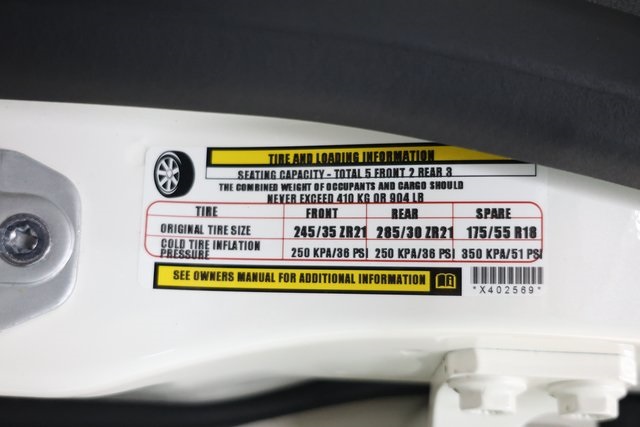 TIRE AND LOADING INFORMATION
SEATING CAPACITY - TOTAL 5 FRONT 2 REAR 3
THE COMBINED WEIGHT OF OCCUPANTS AND CARGO SHOULD
NEVER EXCEED 410 KG OR 904 LB
TIRE FRONT REAR SPARE
ORIGINAL TIRE SIZE 245/35 ZR21 285/30 ZR21 175/55 R18
COLD TIRE INFLATION
PRESSURE 250 KPA/36 PSI 250 KPA/36 PSI 350 KPA/51 PSI
SEE OWNERS MANUAL FOR ADDITIONAL INFORMATION
*X402569*